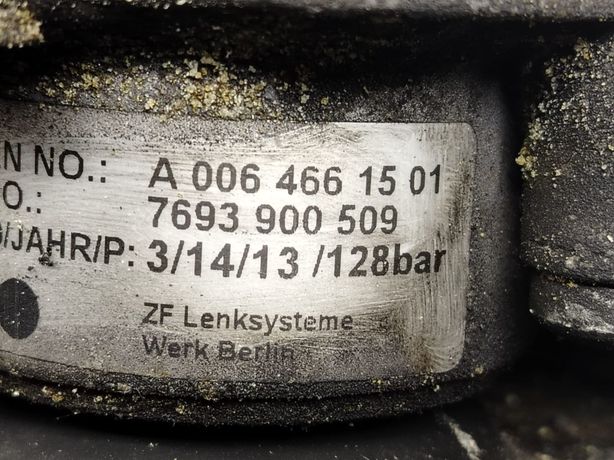 N NO.: A 006 466 15 01
O.: 7693 900 509
/JAHR/P: 3/14/13 /128bar
ZF Lenksysteme
Werk Berlin